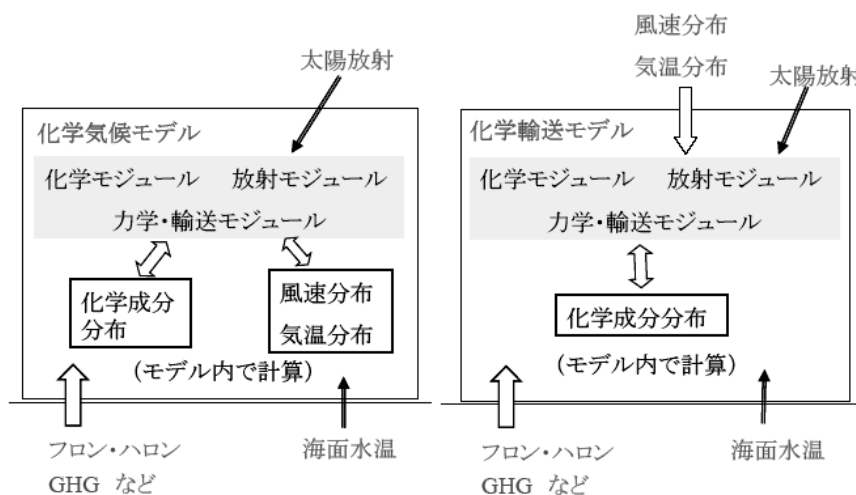 太陽放射
化学気候モデル
化学モジュール 放射モジュール
力学・輸送モジュール
化学成分
分布
風速分布
気温分布
(モデル内で計算)
フロン・ハロン
GHG など
海面水温
風速分布
気温分布
太陽放射
化学輸送モデル
化学モジュール 放射モジュール
力学・輸送モジュール
化学成分分布
(モデル内で計算)
フロン・ハロン
GHG など
海面水温